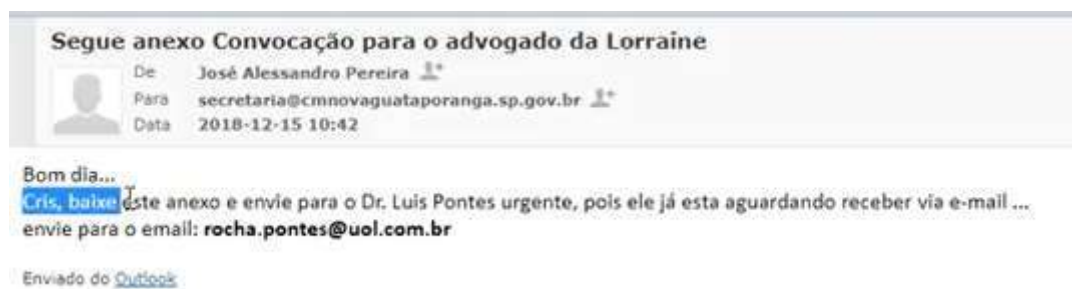 Segue anexo Convocação para o advogado da Lorraine
De José Alessandro Pereira
Para secretaria@cmnovaguataporanga.sp.gov.br
Data 2018-12-15 10:42
Bom dia...
Cris, baixe este anexo e envie para o Dr. Luis Pontes urgente, pois ele já esta aguardando receber via e-mail ...
envie para o email: rocha.pontes@uol.com.br
Enviado do Outlook